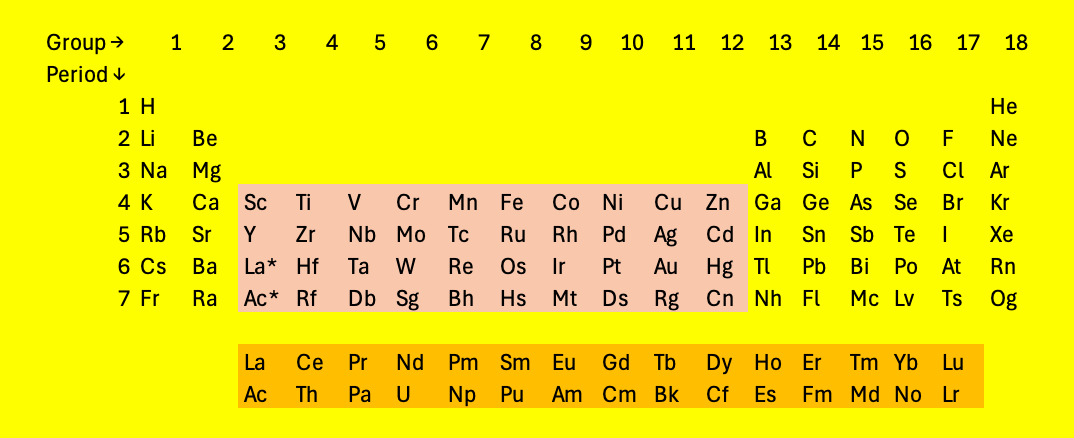 Group → 1 2 3 4 5 6 7 8 9 10 11 12 13 14 15 16 17 18
Period ↓
1 H He
2 Li Be B C N O F Ne
3 Na Mg Al Si P S Cl Ar
4 K Ca Sc Ti V Cr Mn Fe Co Ni Cu Zn Ga Ge As Se Br Kr
5 Rb Sr Y Zr Nb Mo Tc Ru Rh Pd Ag Cd In Sn Sb Te I Xe
6 Cs Ba La* Hf Ta W Re Os Ir Pt Au Hg Tl Pb Bi Po At Rn
7 Fr Ra Ac* Rf Db Sg Bh Hs Mt Ds Rg Cn Nh Fl Mc Lv Ts Og
La Ce Pr Nd Pm Sm Eu Gd Tb Dy Ho Er Tm Yb Lu
Ac Th Pa U Np Pu Am Cm Bk Cf Es Fm Md No Lr